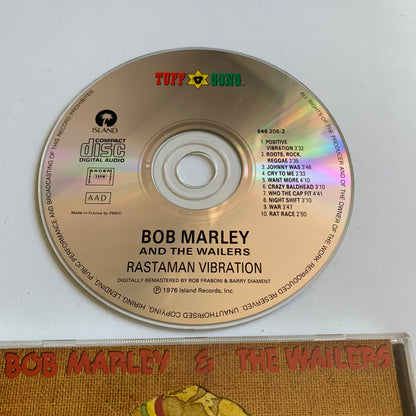 TUFF GONG
ISLAND
COMPACT
disc
DIGITAL AUDIO
SACEM
AAD
Made in France by PMDC
846 205-2
1. POSITIVE
VIBRATION 3'32
2. ROOTS, ROCK,
REGGAE 3'35
3. JOHNNY WAS 3'46
4. CRY TO ME 2'33
5. WANT MORE 4'10
6. CRAZY BALDHEAD 3'10
7. WHO THE CAP FIT 4'41
8. NIGHT SHIFT 3'10
9. WAR 3'47
10. RAT RACE 2'50
BOB MARLEY
AND THE WAILERS
RASTAMAN VIBRATION
DIGITALLY REMASTERED BY ROB FRABONI & BARRY DIAMENT
℗ 1976 Island Records, Inc.
ALL RIGHTS OF THE PRODUCER AND OF THE OWNER OF THE WORK REPRODUCED RESERVED. UNAUTHORISED COPYING, HIRING, LENDING, PUBLIC PERFORMANCE AND BROADCASTING OF THIS RECORD PROHIBITED.
BOB MARLEY & THE WAILERS